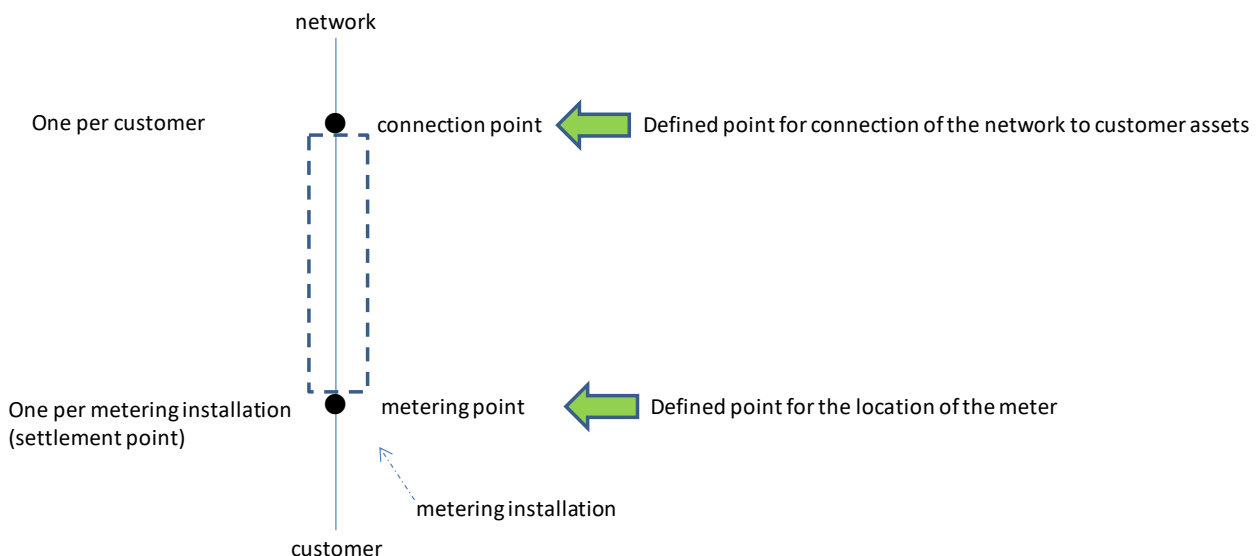 network
One per customer
connection point
Defined point for connection of the network to customer assets
One per metering installation
(settlement point)
metering point
Defined point for the location of the meter
metering installation
customer